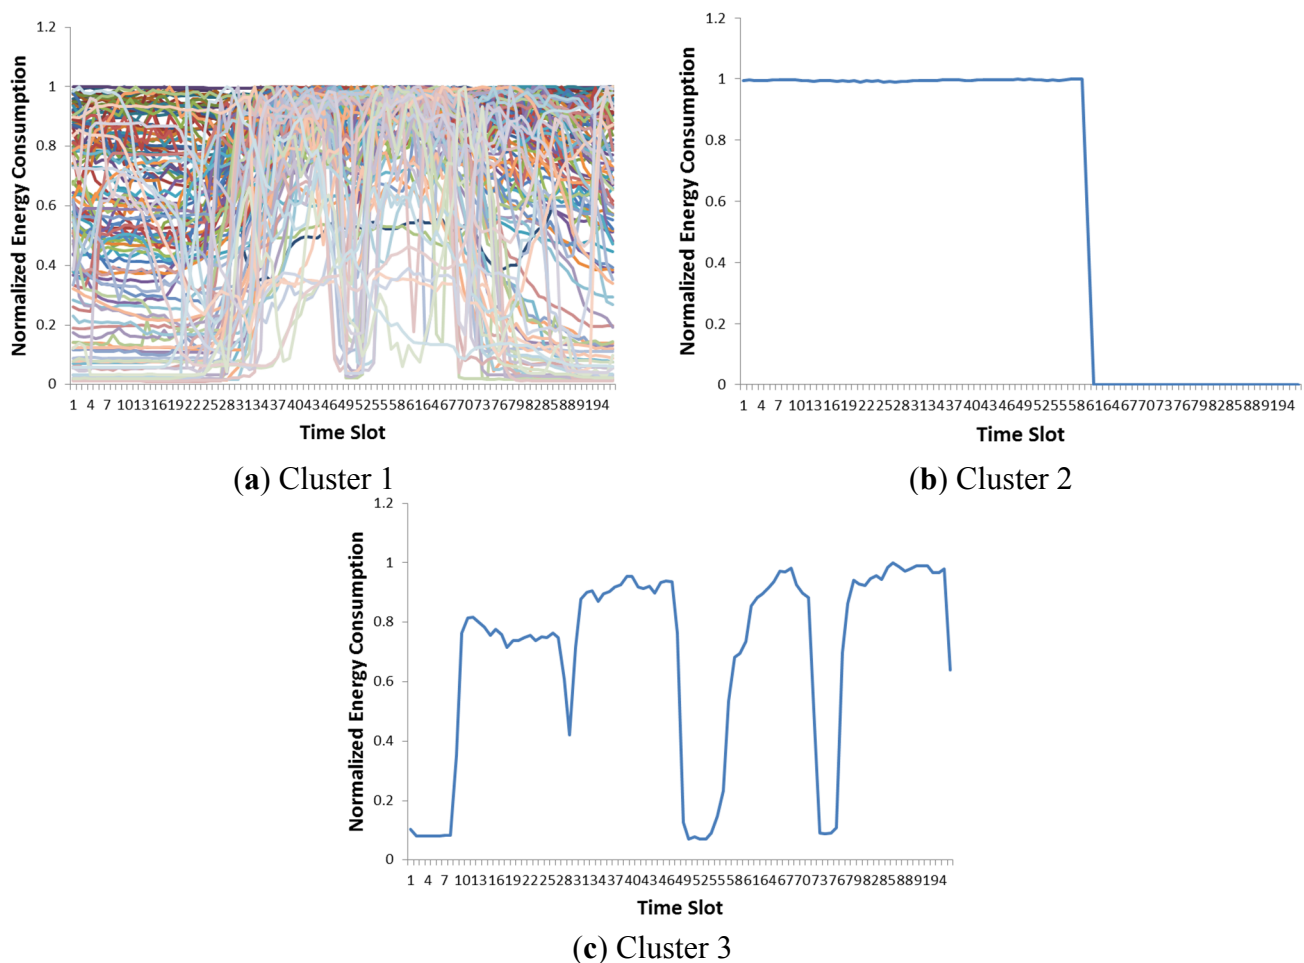 1.2
1
0.8
0.6
0.4
0.2
0
Normalized Energy Consumption
1 4 7 10131619222528313437404346495255586164677073767982858891 94
Time Slot
(a) Cluster 1
1.2
1
0.8
0.6
0.4
0.2
0
Normalized Energy Consumption
1 4 7 10131619222528313437404346495255586164677073767982858891 94
Time Slot
(b) Cluster 2
1.2
1
0.8
0.6
0.4
0.2
0
Normalized Energy Consumption
1 4 7 10131619222528313437404346495255586164677073767982858891 94
Time Slot
(c) Cluster 3